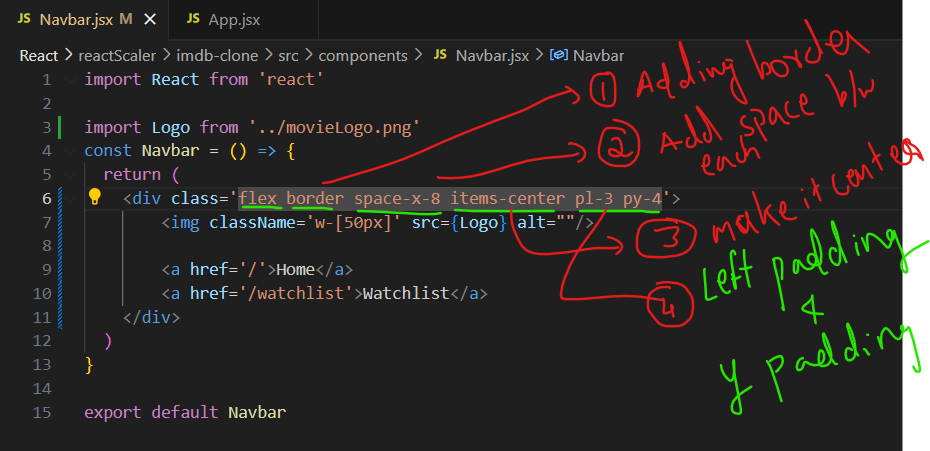 Navbar.jsx M
App.jsx
React > reactScaler > imdb-clone > src > components > Navbar.jsx > Navbar
1 import React from 'react'
2
3 import Logo from '../movieLogo.png'
4 const Navbar = () => {
5 return (
6 <div class='flex border space-x-8 items-center pl-3 py-4'>
7 <img className='w-[50px]' src={Logo} alt=""/>
8
9 <a href='/'>Home</a>
10 <a href='/watchlist'>Watchlist</a>
11 </div>
12 )
13 }
14
15 export default Navbar
1 Adding border
2 Add space b/w
each
3 make it center
4 Left padding
&
Y padding